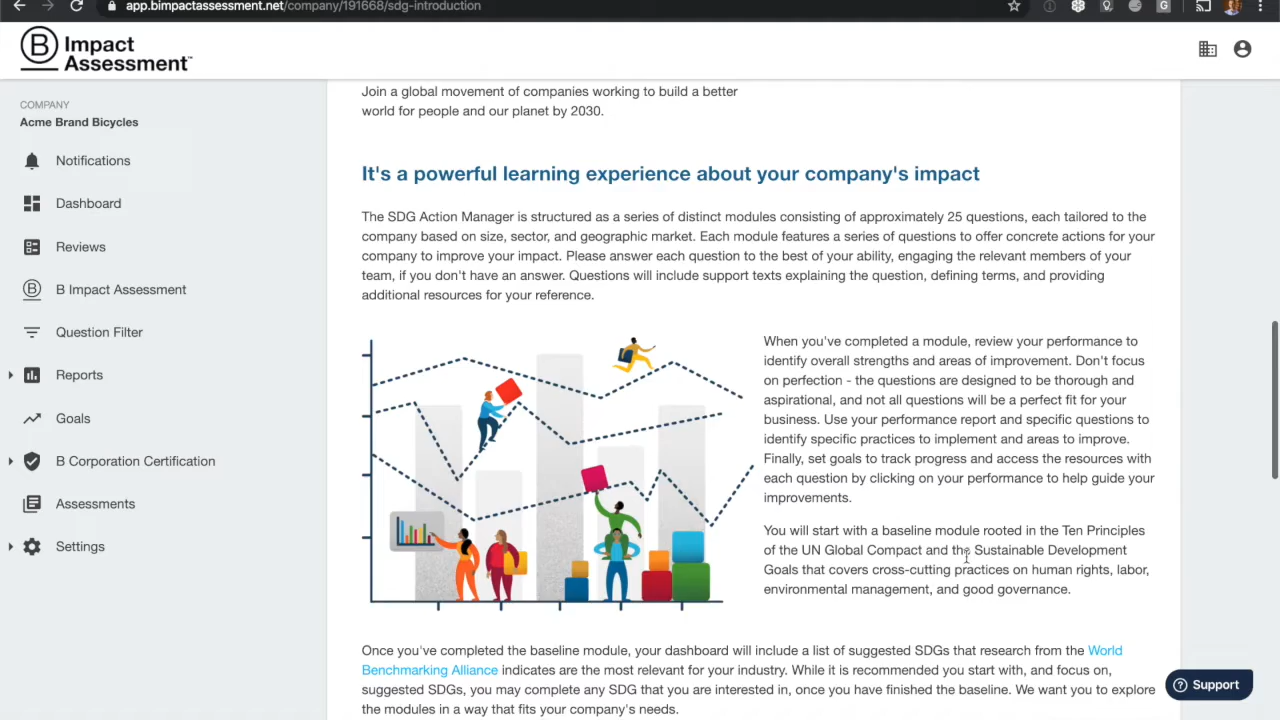 app.bimpactassessment.net/company/191668/sdg-introduction
B Impact
Assessment™
COMPANY
Acme Brand Bicycles
Notifications
Dashboard
Reviews
B Impact Assessment
Question Filter
Reports
Goals
B Corporation Certification
Assessments
Settings
Join a global movement of companies working to build a better
world for people and our planet by 2030.
It's a powerful learning experience about your company's impact
The SDG Action Manager is structured as a series of distinct modules consisting of approximately 25 questions, each tailored to the
company based on size, sector, and geographic market. Each module features a series of questions to offer concrete actions for your
company to improve your impact. Please answer each question to the best of your ability, engaging the relevant members of your
team, if you don't have an answer. Questions will include support texts explaining the question, defining terms, and providing
additional resources for your reference.
When you've completed a module, review your performance to
identify overall strengths and areas of improvement. Don't focus
on perfection - the questions are designed to be thorough and
aspirational, and not all questions will be a perfect fit for your
business. Use your performance report and specific questions to
identify specific practices to implement and areas to improve.
Finally, set goals to track progress and access the resources with
each question by clicking on your performance to help guide your
improvements.
You will start with a baseline module rooted in the Ten Principles
of the UN Global Compact and the Sustainable Development
Goals that covers cross-cutting practices on human rights, labor,
environmental management, and good governance.
Once you've completed the baseline module, your dashboard will include a list of suggested SDGs that research from the World
Benchmarking Alliance indicates are the most relevant for your industry. While it is recommended you start with, and focus on,
suggested SDGs, you may complete any SDG that you are interested in, once you have finished the baseline. We want you to explore
the modules in a way that fits your company's needs.
Support